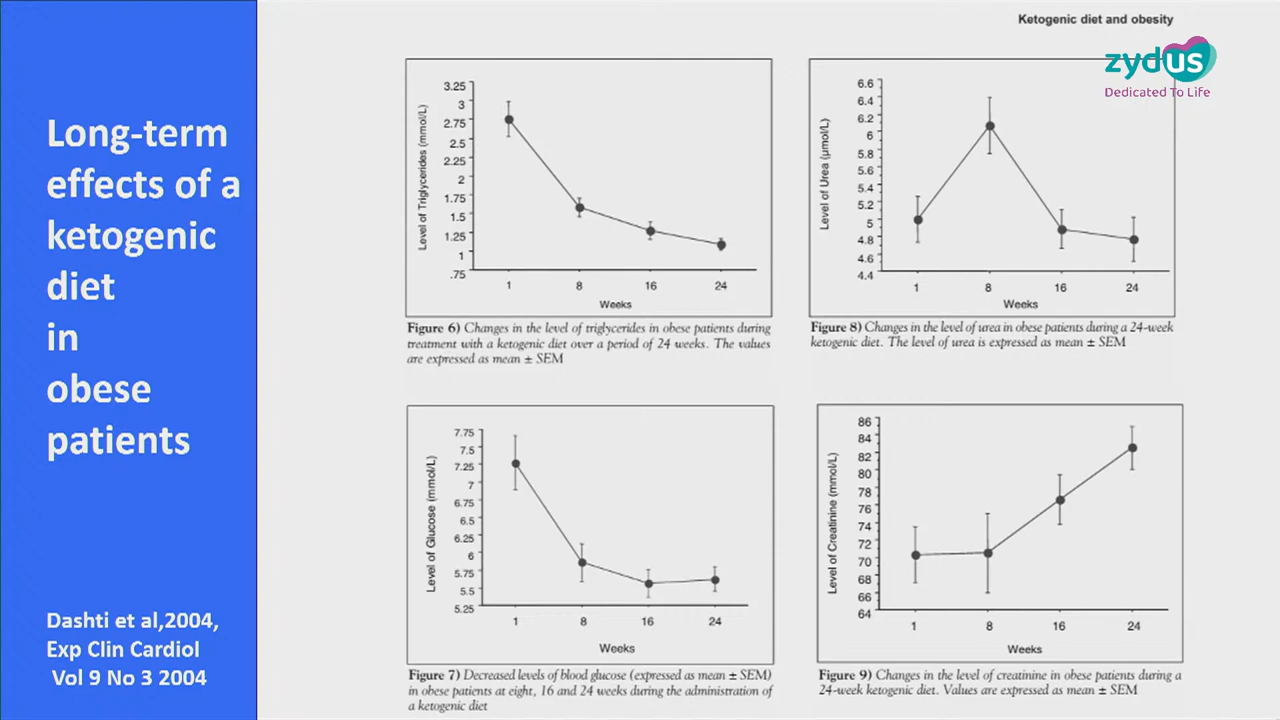 Ketogenic diet and obesity
zydus
Dedicated To Life
Long-term
effects of a
ketogenic
diet
in
obese
patients
Dashti et al,2004,
Exp Clin Cardiol
Vol 9 No 3 2004
Level of Triglycerides (mmol/L)
3.25
3
2.75
2.5
2.25
2
1.75
1.5
1.25
1
.75
1 8 16 24
Weeks
Figure 6) Changes in the level of triglycerides in obese patients during
treatment with a ketogenic diet over a period of 24 weeks. The values
are expressed as mean ± SEM
Level of Urea (µmol/L)
6.6
6.4
6.2
6
5.8
5.6
5.4
5.2
5
4.8
4.6
4.4
1 8 16 24
Weeks
Figure 8) Changes in the level of urea in obese patients during a 24-week
ketogenic diet. The level of urea is expressed as mean ± SEM
Level of Glucose (mmol/L)
7.75
7.5
7.25
7
6.75
6.5
6.25
6
5.75
5.5
5.25
1 8 16 24
Weeks
Figure 7) Decreased levels of blood glucose (expressed as mean ± SEM)
in obese patients at eight, 16 and 24 weeks during the administration of
a ketogenic diet
Level of Creatinine (mmol/L)
86
84
82
80
78
76
74
72
70
68
66
64
1 8 16 24
Weeks
Figure 9) Changes in the level of creatinine in obese patients during a
24-week ketogenic diet. Values are expressed as mean ± SEM